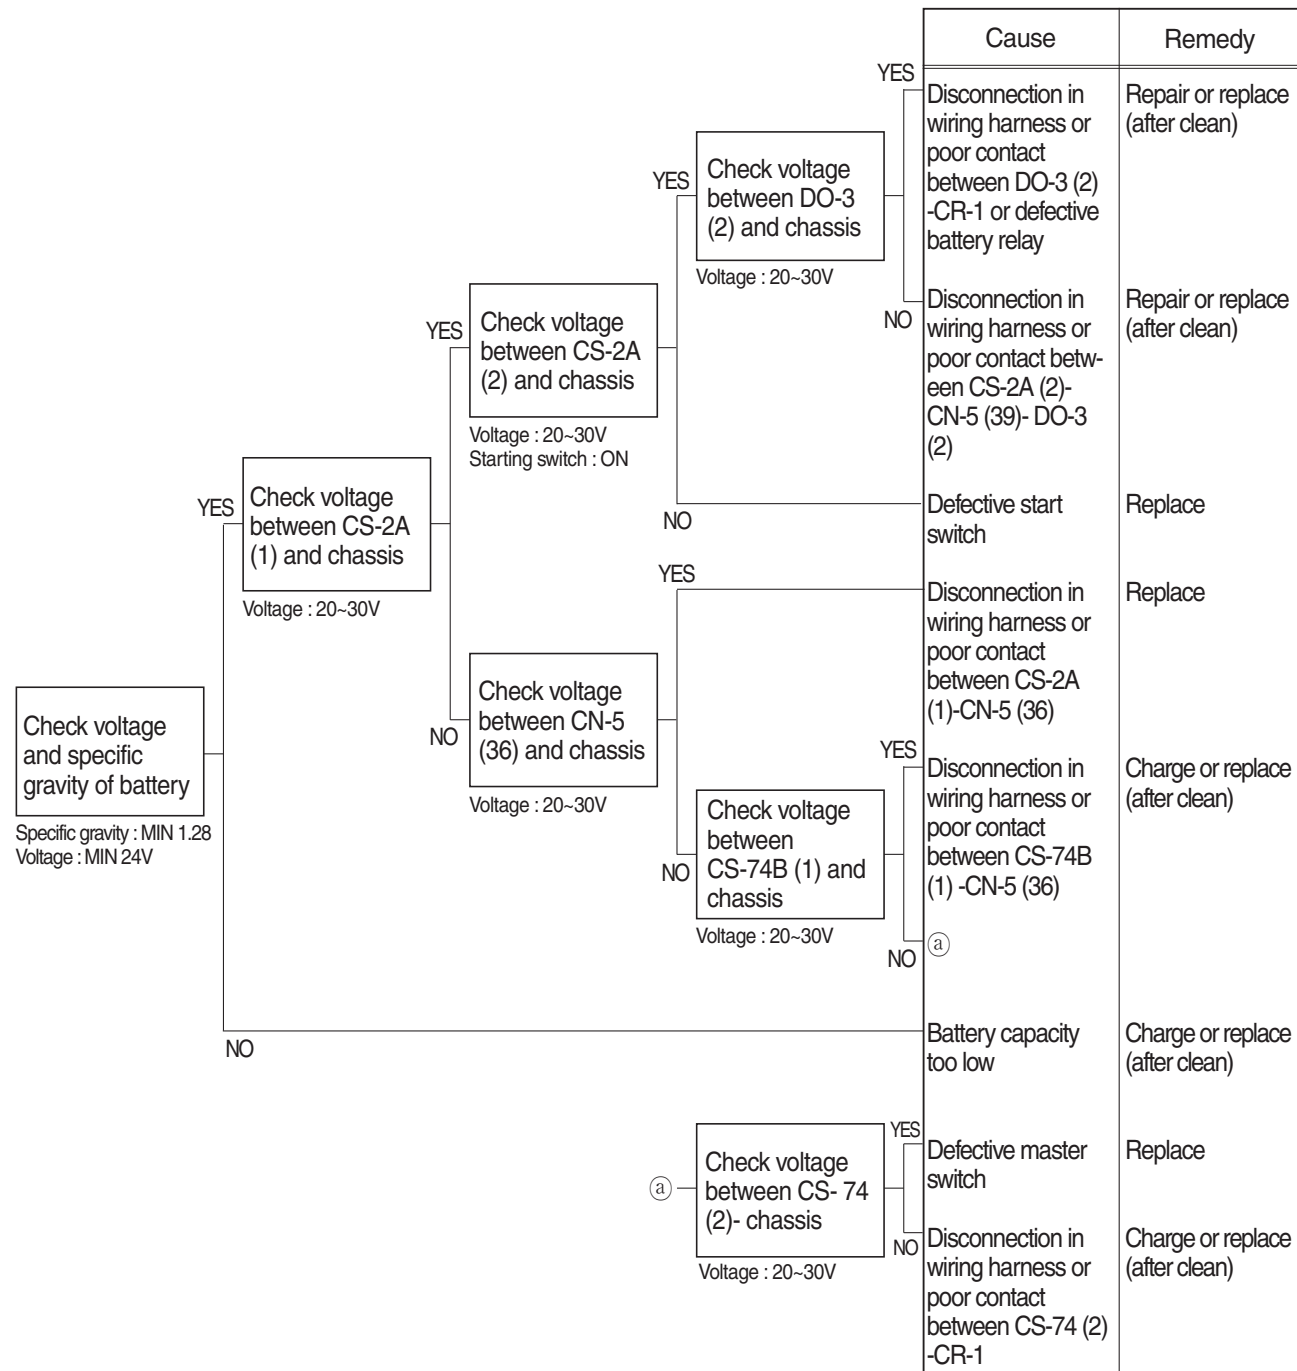 Cause
Remedy
YES
Disconnection in
wiring harness or
poor contact
between DO-3 (2)
-CR-1 or defective
battery relay
Repair or replace
(after clean)
YES
Check voltage
between DO-3
(2) and chassis
Voltage : 20~30V
NO
Disconnection in
wiring harness or
poor contact betw-
een CS-2A (2)-
CN-5 (39)- DO-3
(2)
Repair or replace
(after clean)
YES
Check voltage
between CS-2A
(2) and chassis
Voltage : 20~30V
Starting switch : ON
NO
Defective start
switch
Replace
YES
Check voltage
between CS-2A
(1) and chassis
Voltage : 20~30V
YES
Disconnection in
wiring harness or
poor contact
between CS-2A
(1)-CN-5 (36)
Replace
NO
Check voltage
between CN-5
(36) and chassis
Voltage : 20~30V
Check voltage
and specific
gravity of battery
Specific gravity : MIN 1.28
Voltage : MIN 24V
YES
Disconnection in
wiring harness or
poor contact
between CS-74B
(1) -CN-5 (36)
Charge or replace
(after clean)
NO
Check voltage
between
CS-74B (1) and
chassis
Voltage : 20~30V
NO
ⓐ
NO
Battery capacity
too low
Charge or replace
(after clean)
ⓐ
Check voltage
between CS- 74
(2)- chassis
Voltage : 20~30V
YES
Defective master
switch
Replace
NO
Disconnection in
wiring harness or
poor contact
between CS-74 (2)
-CR-1
Charge or replace
(after clean)